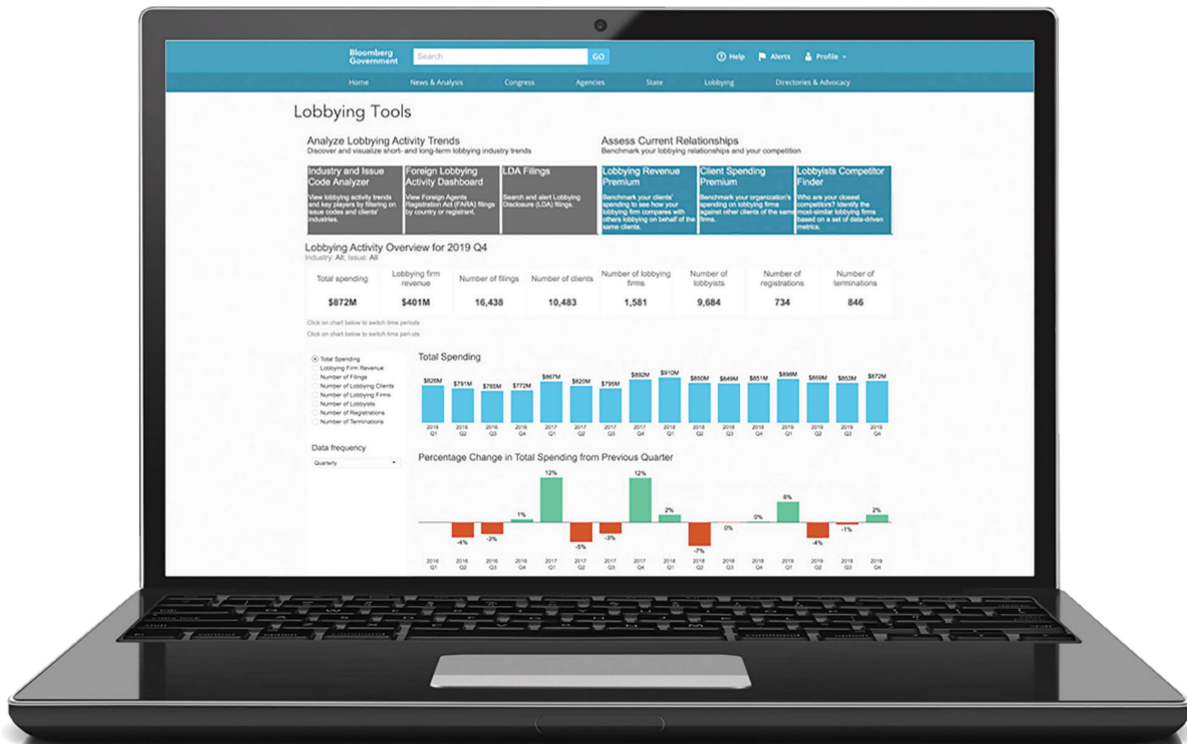 Bloomberg
Government
Search
GO
Help
Alerts
Profile
Home
News & Analysis
Congress
Agencies
State
Lobbying
Directories & Advocacy
Lobbying Tools
Analyze Lobbying Activity Trends
Discover and visualize short- and long-term lobbying industry trends
Assess Current Relationships
Benchmark your lobbying relationships and your competition
Industry and Issue
Code Analyzer
View lobbying activity trends
and key players by filtering on
issue codes and clients'
industries.
Foreign Lobbying
Activity Dashboard
View Foreign Agents
Registration Act (FARA) filings
by country or registrant.
LDA Filings
Search and alert Lobbying
Disclosure (LDA) filings.
Lobbying Revenue
Premium
Benchmark your clients'
spending to see how your
lobbying firm compares with
others lobbying on behalf of the
same clients.
Client Spending
Premium
Benchmark your organization's
spending on lobbying firms
against other clients of the same
firms.
Lobbyists Competitor
Finder
Who are your closest
competitors? Identify the
most-similar lobbying firms
based on a set of data-driven
metrics.
Lobbying Activity Overview for 2019 Q4
Industry: All; Issue: All
Total spending
$872M
Lobbying firm
revenue
$401M
Number of filings
16,438
Number of clients
10,483
Number of lobbying
firms
1,581
Number of
lobbyists
9,684
Number of
registrations
734
Number of
terminations
846
Click on chart below to switch time periods
Click on chart below to switch time periods
Total Spending
Lobbying Firm Revenue
Number of Filings
Number of Lobbying Clients
Number of Lobbying Firms
Number of Lobbyists
Number of Registrations
Number of Terminations
Data frequency
Quarterly
Total Spending
$826M $791M $765M $772M $867M $820M $795M $892M $910M $850M $849M $851M $898M $859M $853M $872M
2016 2016 2016 2016 2017 2017 2017 2017 2018 2018 2018 2018 2019 2019 2019 2019
Q1 Q2 Q3 Q4 Q1 Q2 Q3 Q4 Q1 Q2 Q3 Q4 Q1 Q2 Q3 Q4
Percentage Change in Total Spending from Previous Quarter
-4% -3% 1% 12% -5% -3% 12% 2% -7% 0% 0% 6% -4% -1% 2%
2016 2016 2016 2016 2017 2017 2017 2017 2018 2018 2018 2018 2019 2019 2019 2019
Q1 Q2 Q3 Q4 Q1 Q2 Q3 Q4 Q1 Q2 Q3 Q4 Q1 Q2 Q3 Q4